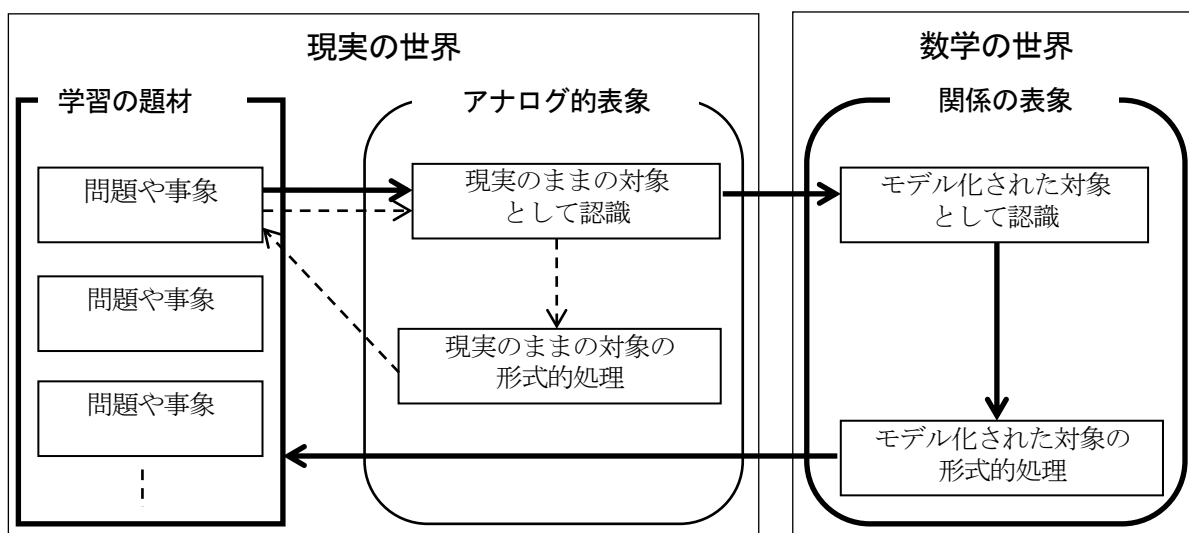 現実の世界
数学の世界
学習の題材
アナログ的表象
関係の表象
問題や事象
現実のままの対象
として認識
モデル化された対象
として認識
問題や事象
現実のままの対象の
形式的処理
問題や事象
モデル化された対象の
形式的処理